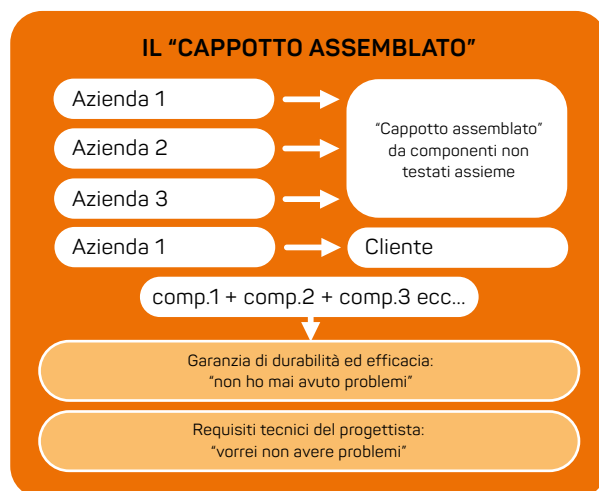 IL “CAPPOTTO ASSEMBLATO”
Azienda 1
Azienda 2
Azienda 3
“Cappotto assemblato”
da componenti non
testati assieme
Azienda 1
Cliente
comp.1 + comp.2 + comp.3 ecc...
Garanzia di durabilità ed efficacia:
“non ho mai avuto problemi”
Requisiti tecnici del progettista:
“vorrei non avere problemi”